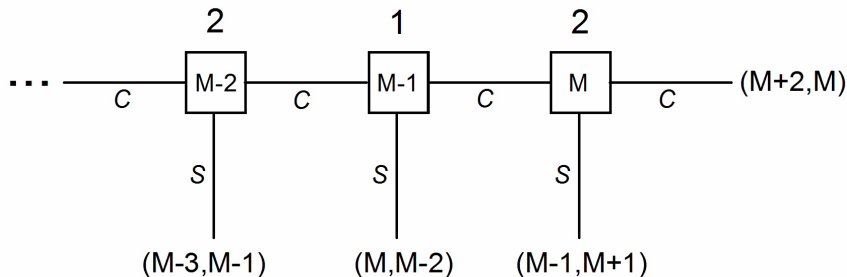 2 1 2
... M-2 M-1 M (M+2,M)
C C C C
S S S
(M-3,M-1) (M,M-2) (M-1,M+1)